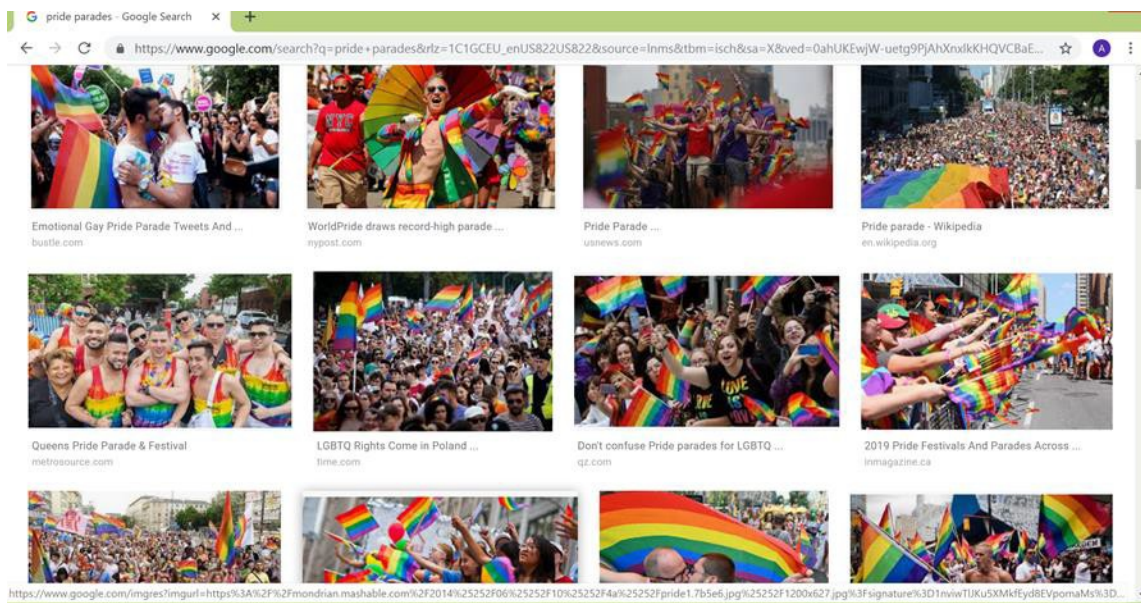 pride parades - Google Search
https://www.google.com/search?q=pride+parades&rlz=1C1GCEU_enUS822US822&source=lnms&tbm=isch&sa=X&ved=0ahUKEwjW-uetg9PjAhXnxlkKHQVCBaE...
A
NYC
Emotional Gay Pride Parade Tweets And ...
bustle.com
WorldPride draws record-high parade ...
nypost.com
Pride Parade ...
usnews.com
Pride parade - Wikipedia
en.wikipedia.org
LOVE
IS
Queens Pride Parade & Festival
metrosource.com
LGBTQ Rights Come in Poland ...
time.com
Don't confuse Pride parades for LGBTQ ...
qz.com
2019 Pride Festivals And Parades Across ...
inmagazine.ca
https://www.google.com/imgres?imgurl=https%3A%2F%2Fmondrian.mashable.com%2F2014%25252F06%25252F10%25252F4a%25252Fpride1.7b5e6.jpg%25252F1200x627.jpg%3Fsignature%3D1nviwTlJKu5XMkfEyd8EVpomaMs%3D...